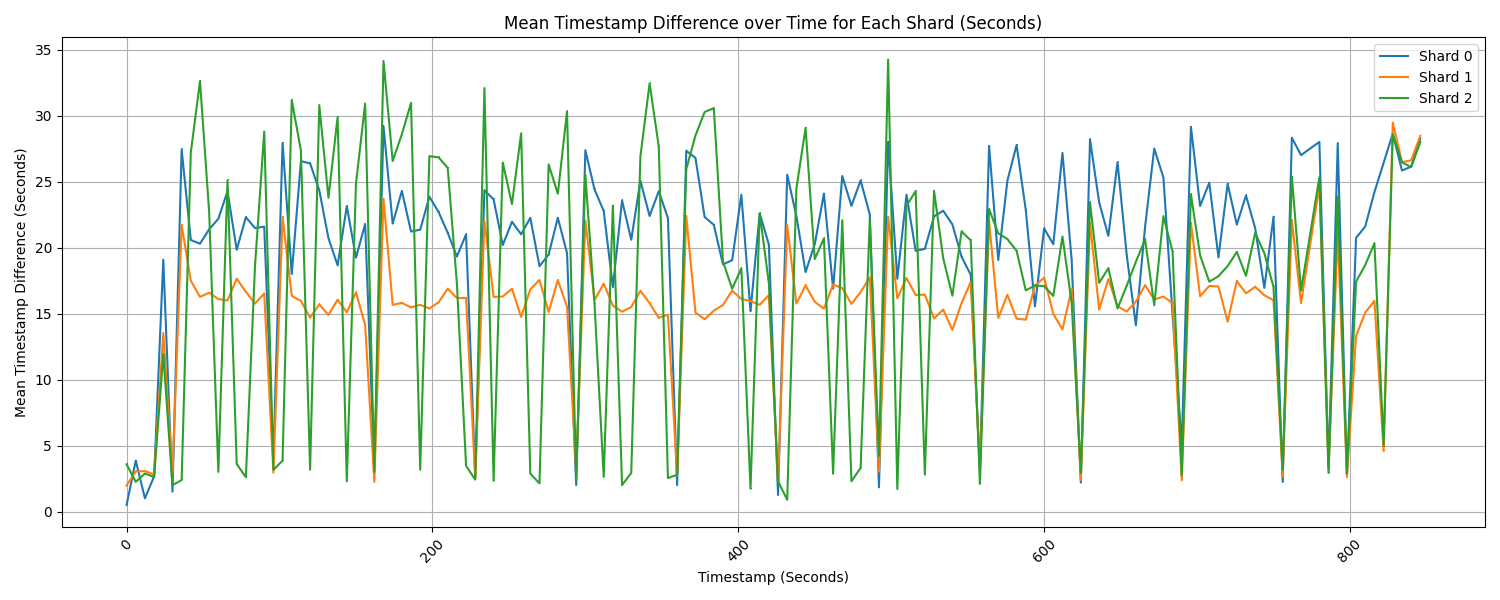 Mean Timestamp Difference over Time for Each Shard (Seconds)
Shard 0
Shard 1
Shard 2
Mean Timestamp Difference (Seconds)
35
30
25
20
15
10
5
0
0
200
400
600
800
Timestamp (Seconds)